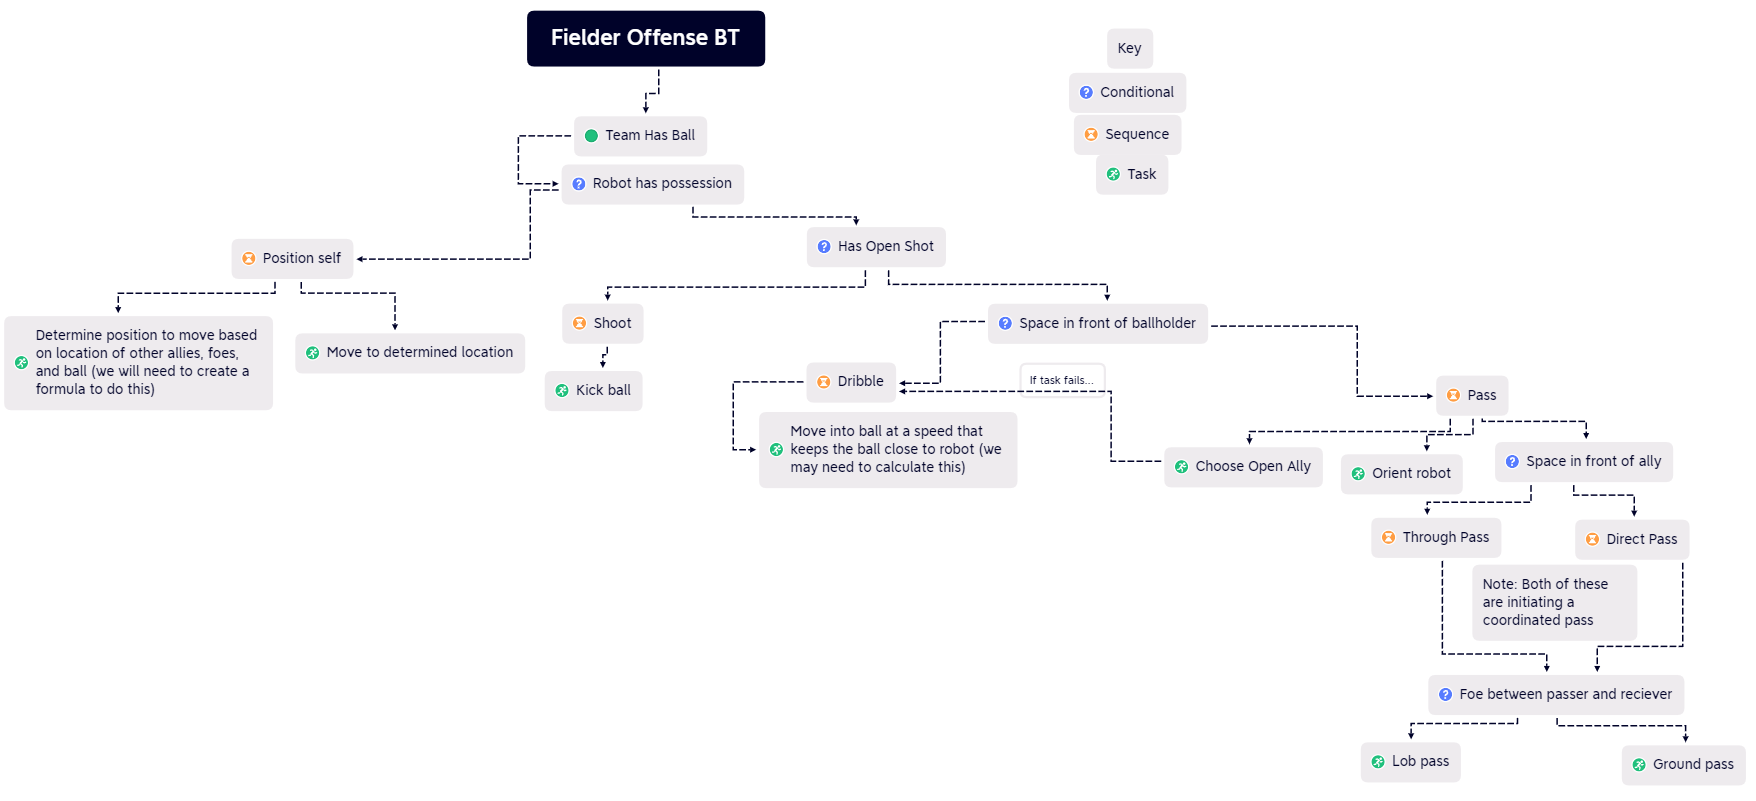 Fielder Offense BT
Key
Conditional
Sequence
Task
Team Has Ball
Robot has possession
Has Open Shot
Position self
Determine position to move based
on location of other allies, foes,
and ball (we will need to create a
formula to do this)
Move to determined location
Shoot
Kick ball
Space in front of ballholder
Dribble
If task fails...
Move into ball at a speed that
keeps the ball close to robot (we
may need to calculate this)
Pass
Choose Open Ally
Orient robot
Space in front of ally
Through Pass
Direct Pass
Note: Both of these
are initiating a
coordinated pass
Foe between passer and reciever
Lob pass
Ground pass